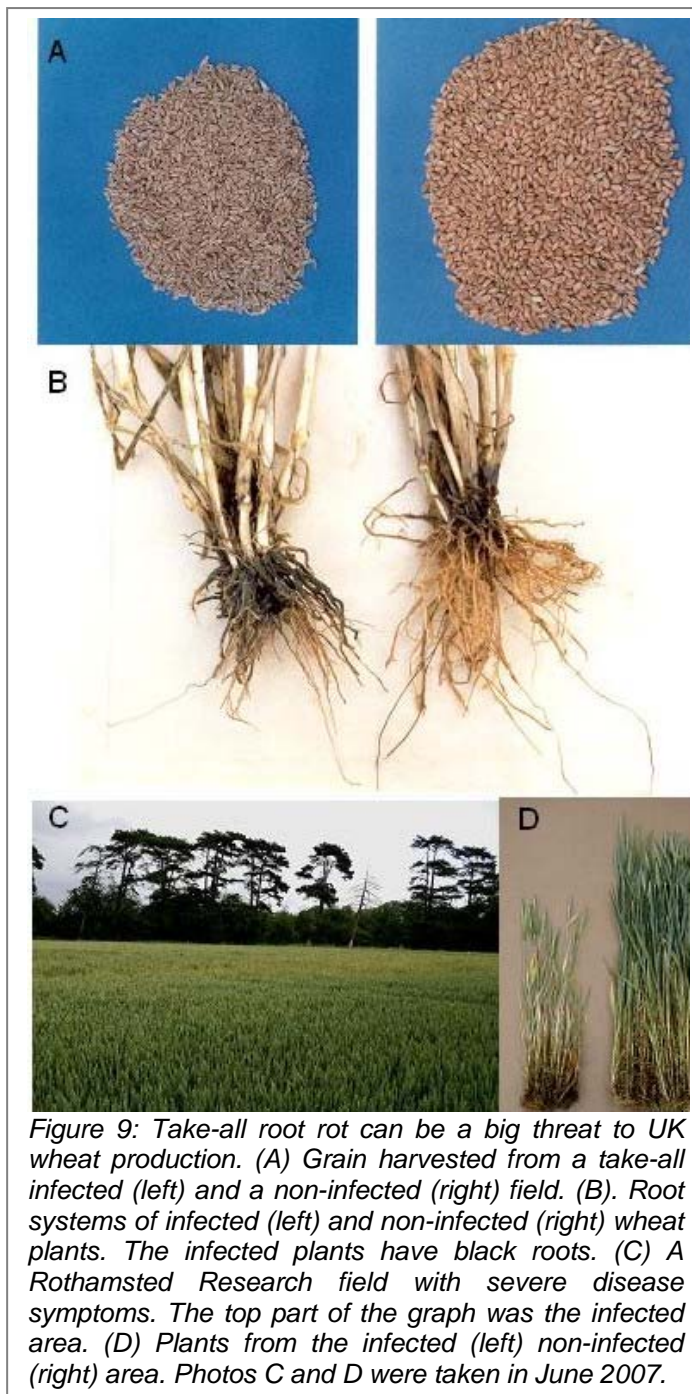 A
B
C
D
Figure 9: Take-all root rot can be a big threat to UK
wheat production. (A) Grain harvested from a take-all
infected (left) and a non-infected (right) field. (B). Root
systems of infected (left) and non-infected (right) wheat
plants. The infected plants have black roots. (C) A
Rothamsted Research field with severe disease
symptoms. The top part of the graph was the infected
area. (D) Plants from the infected (left) non-infected
(right) area. Photos C and D were taken in June 2007.